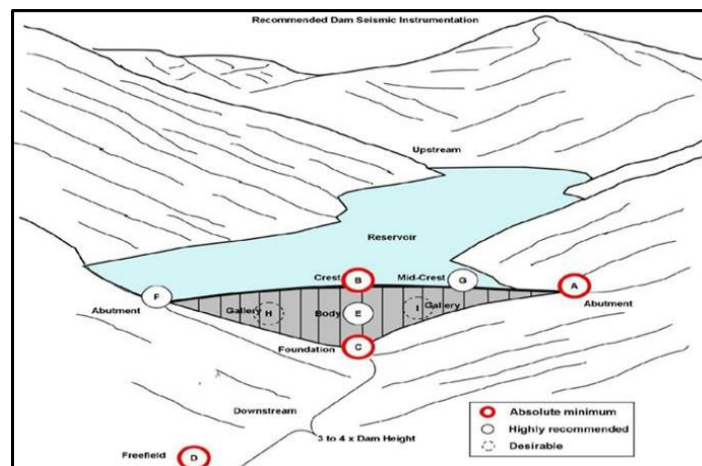 Recommended Dam Seismic Instrumentation
Upstream
Reservoir
Crest B Mid-Crest G A
F
Abutment Abutment
Gallery H Body E I Gallery
Foundation C
Downstream
3 to 4 x Dam Height
Freefield D
Absolute minimum
Highly recommended
Desirable